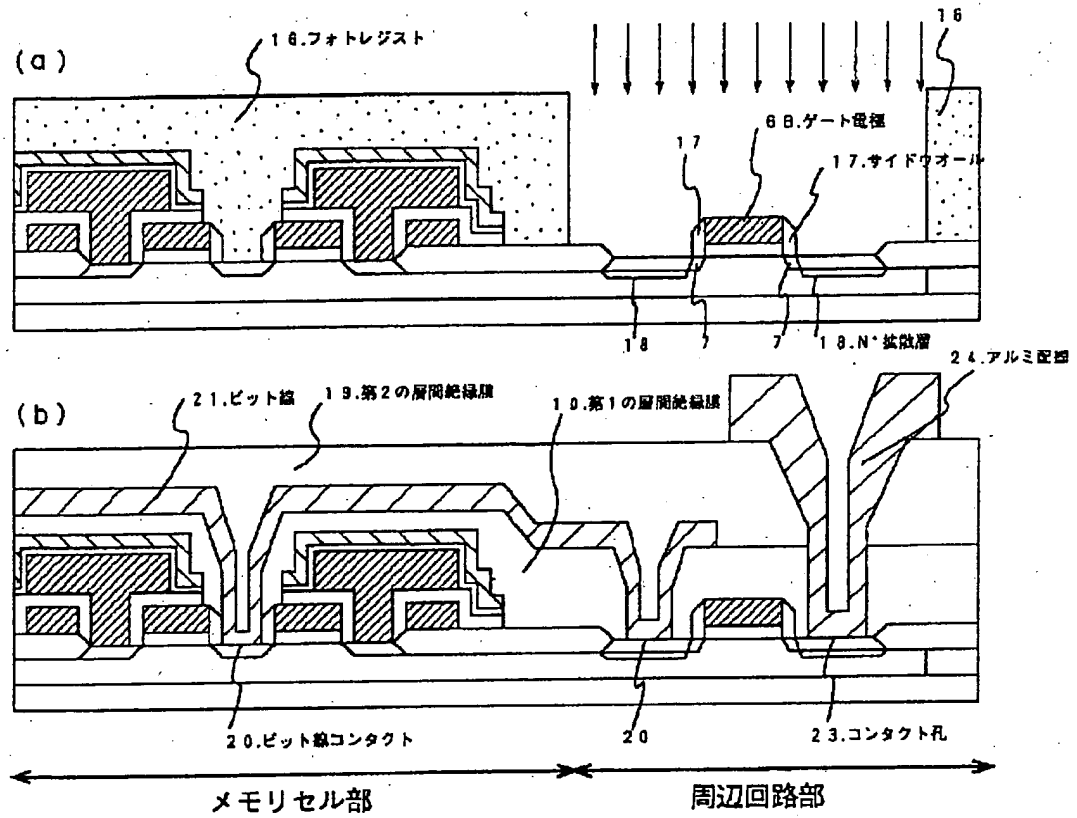 (a)
16.フォトレジスト
16
6B.ゲート電極
17
17.サイドウオール
18
7
7
18.N⁺拡散層
24.アルミ配線
(b)
21.ビット線
19.第2の層間絶縁膜
10.第1の層間絶縁膜
20.ビット線コンタクト
20
23.コンタクト孔
メモリセル部
周辺回路部